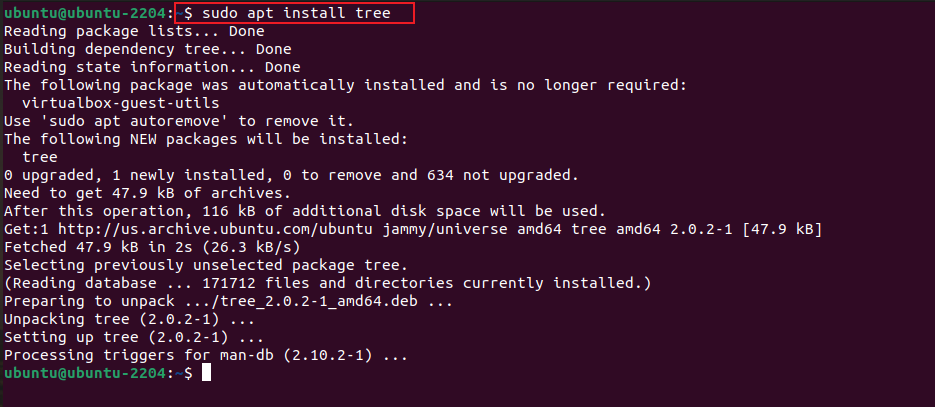 ubuntu@ubuntu-2204:~$ sudo apt install tree
Reading package lists... Done
Building dependency tree... Done
Reading state information... Done
The following package was automatically installed and is no longer required:
  virtualbox-guest-utils
Use 'sudo apt autoremove' to remove it.
The following NEW packages will be installed:
  tree
0 upgraded, 1 newly installed, 0 to remove and 634 not upgraded.
Need to get 47.9 kB of archives.
After this operation, 116 kB of additional disk space will be used.
Get:1 http://us.archive.ubuntu.com/ubuntu jammy/universe amd64 tree amd64 2.0.2-1 [47.9 kB]
Fetched 47.9 kB in 2s (26.3 kB/s)
Selecting previously unselected package tree.
(Reading database ... 171712 files and directories currently installed.)
Preparing to unpack .../tree_2.0.2-1_amd64.deb ...
Unpacking tree (2.0.2-1) ...
Setting up tree (2.0.2-1) ...
Processing triggers for man-db (2.10.2-1) ...
ubuntu@ubuntu-2204:~$